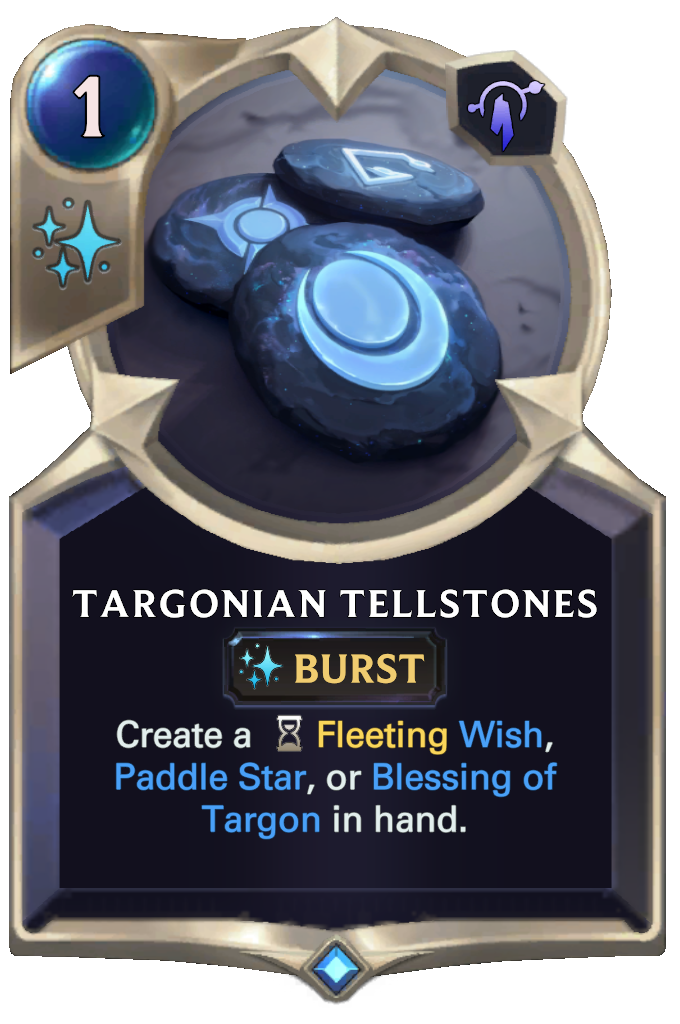 1
TARGONIAN TELLSTONES
BURST
Create a Fleeting Wish,
Paddle Star, or Blessing of
Targon in hand.